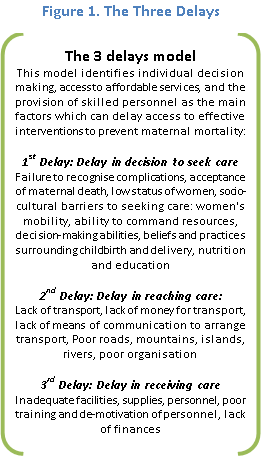 Figure 1. The Three Delays
The 3 delays model
This model identifies individual decision
making, access to affordable services, and the
provision of skilled personnel as the main
factors which can delay access to effective
interventions to prevent maternal mortality:
1st Delay: Delay in decision to seek care
Failure to recognise complications, acceptance
of maternal death, low status of women, socio-
cultural barriers to seeking care: women's
mobility, ability to command resources,
decision-making abilities, beliefs and practices
surrounding childbirth and delivery, nutrition
and education
2nd Delay: Delay in reaching care:
Lack of transport, lack of money for transport,
lack of means of communication to arrange
transport, Poor roads, mountains, islands,
rivers, poor organisation
3rd Delay: Delay in receiving care
Inadequate facilities, supplies, personnel, poor
training and de-motivation of personnel, lack
of finances